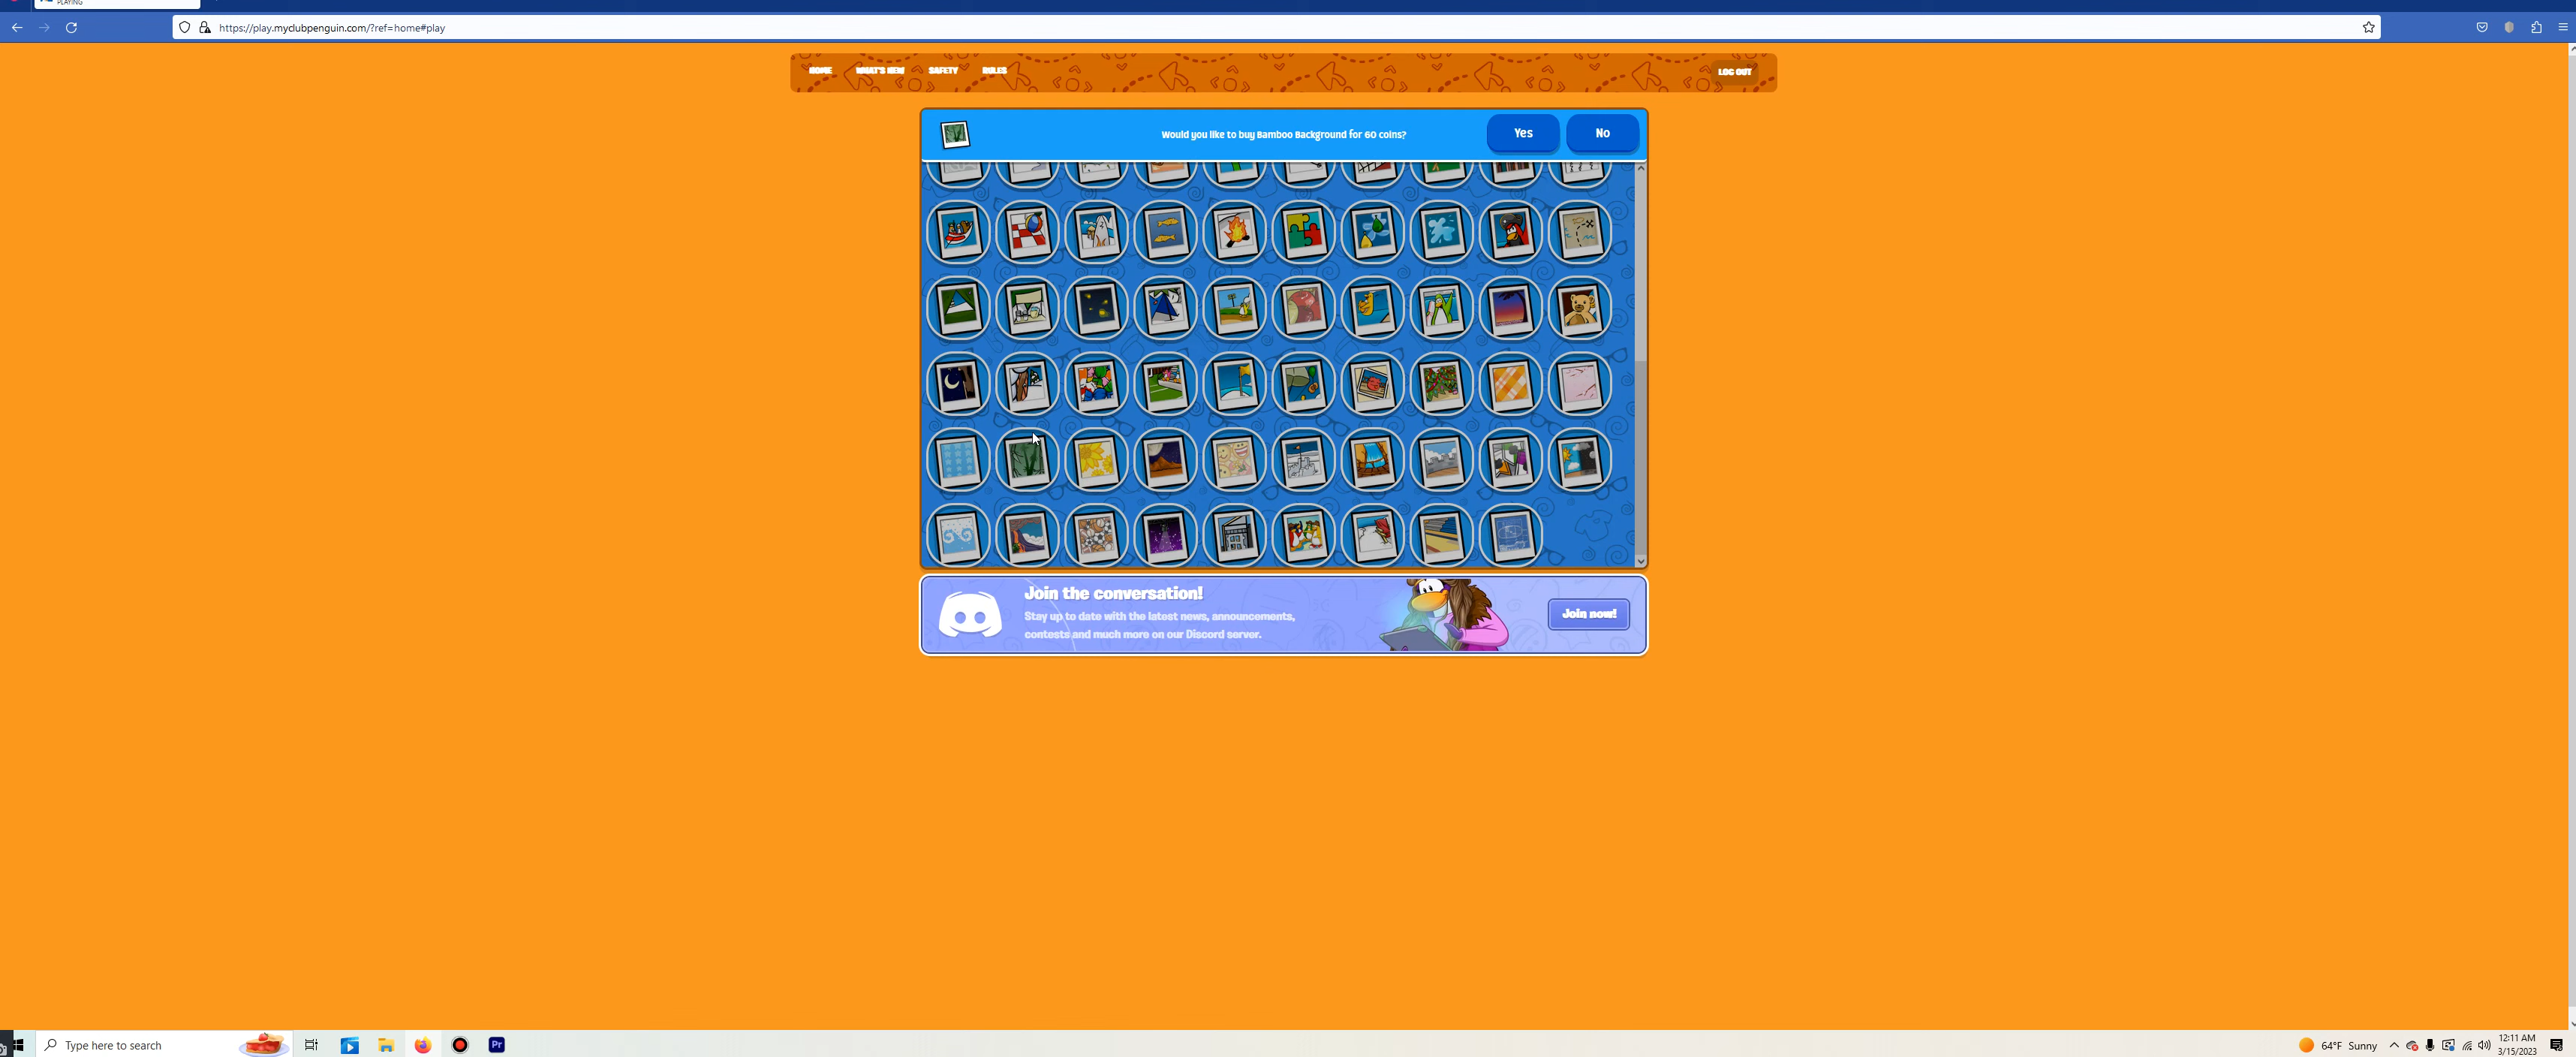 PLAYING
https://play.myclubpenguin.com/?ref=home#play
HOME WHAT'S NEW SAFETY RULES LOG OUT
Would you like to buy Bamboo Background for 60 coins? Yes No
Join the conversation!
Stay up to date with the latest news, announcements,
contests and much more on our Discord server.
Join now!
Type here to search
Pr
64°F Sunny
12:11 AM
3/15/2023